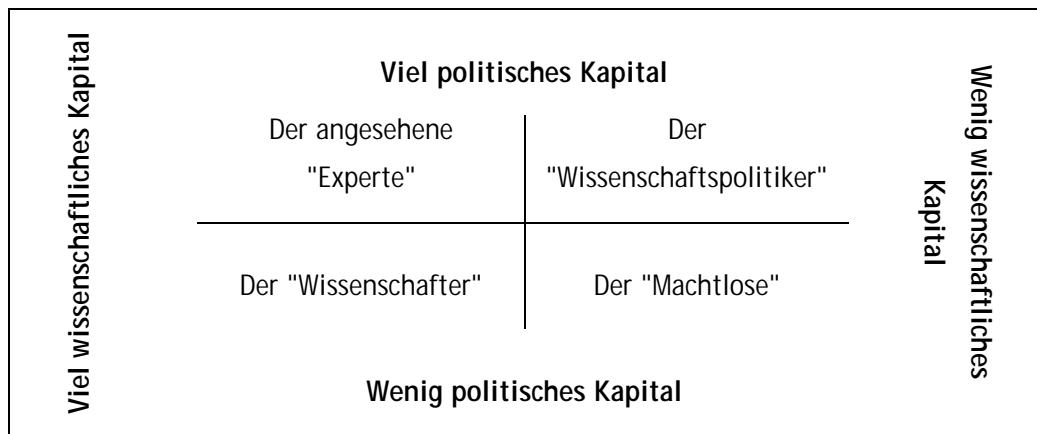 Viel wissenschaftliches Kapital
Viel politisches Kapital
Der angesehene
"Experte"
Der
"Wissenschaftspolitiker"
Der "Wissenschafter"
Der "Machtlose"
Wenig politisches Kapital
Wenig wissenschaftliches
Kapital